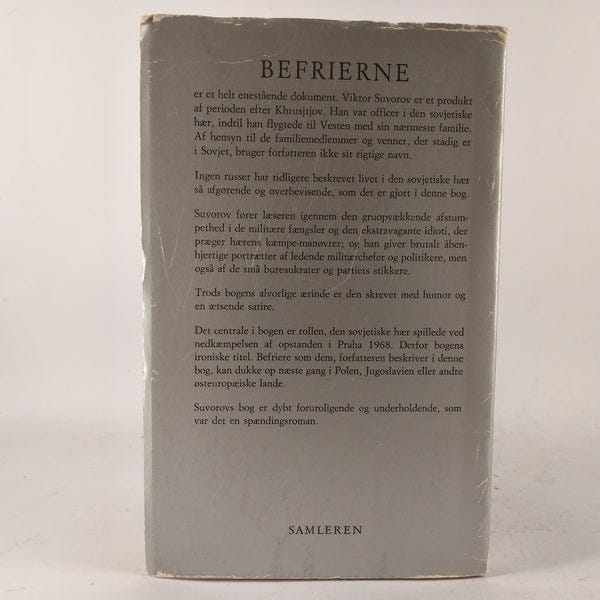 BEFRIERNE
er et helt enestående dokument. Viktor Suvorov er et produkt
af perioden efter Khrusjtjov. Han var officer i den sovjetiske
hær, indtil han flygtede til Vesten med sin nærmeste familie.
Af hensyn til de familiemedlemmer og venner, der stadig er
i Sovjet, bruger forfatteren ikke sit rigtige navn.
Ingen russer har tidligere beskrevet livet i den sovjetiske hær
så afgørende og overbevisende, som det er gjort i denne bog.
Suvorov fører læseren igennem den gruopvækkende afstum-
pethed i de militære fængsler og den ekstravagante idioti, der
præger hærens kæmpe-manøvrer; og han giver brutalt åben-
hjertige portrætter af ledende militærchefer og politikere, men
også af de små bureaukrater og partiets stikkere.
Trods bogens alvorlige ærinde er den skrevet med humor og
en ætsende satire.
Det centrale i bogen er rollen, den sovjetiske hær spillede ved
nedkæmpelsen af opstanden i Praha 1968. Derfor bogens
ironiske titel. Befriere som dem, forfatteren beskriver i denne
bog, kan dukke op næste gang i Polen, Jugoslavien eller andre
østeuropæiske lande.
Suvorovs bog er dybt foruroligende og underholdende, som
var det en spændingsroman.
SAMLEREN